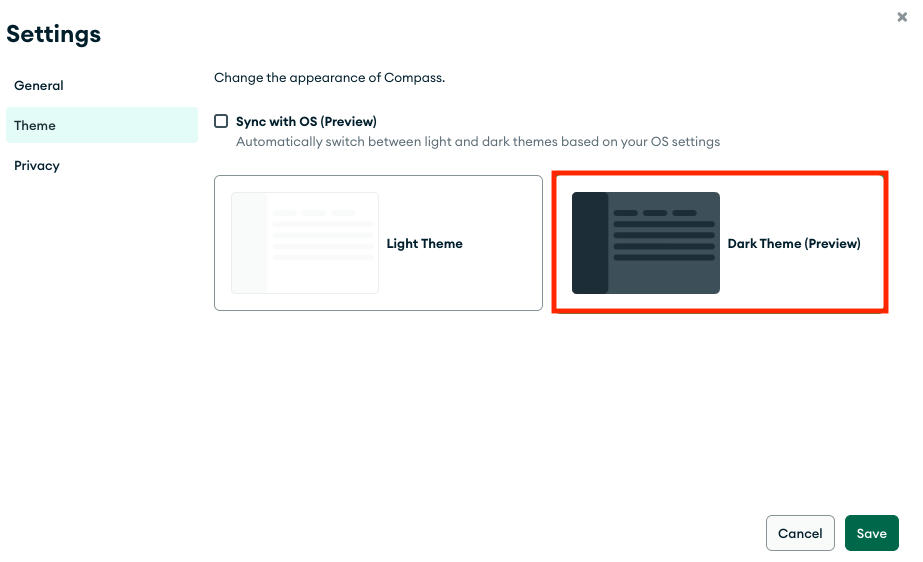 Settings
General
Theme
Privacy
Change the appearance of Compass.
Sync with OS (Preview)
Automatically switch between light and dark themes based on your OS settings
Light Theme
Dark Theme (Preview)
Cancel
Save